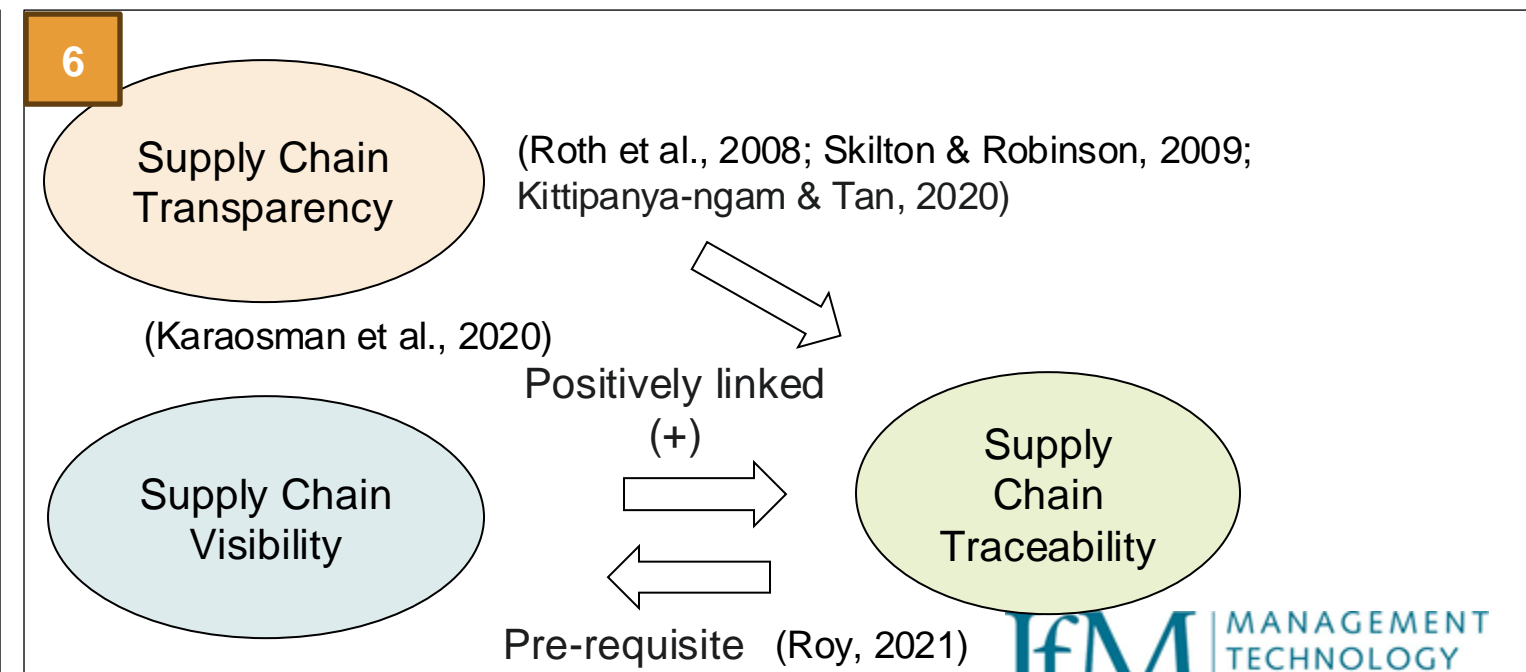 6
Supply Chain
Transparency
(Roth et al., 2008; Skilton & Robinson, 2009;
Kittipanya-ngam & Tan, 2020)
(Karaosman et al., 2020)
Positively linked
(+)
Supply Chain
Visibility
Supply
Chain
Traceability
Pre-requisite (Roy, 2021)
IfM
MANAGEMENT
TECHNOLOGY